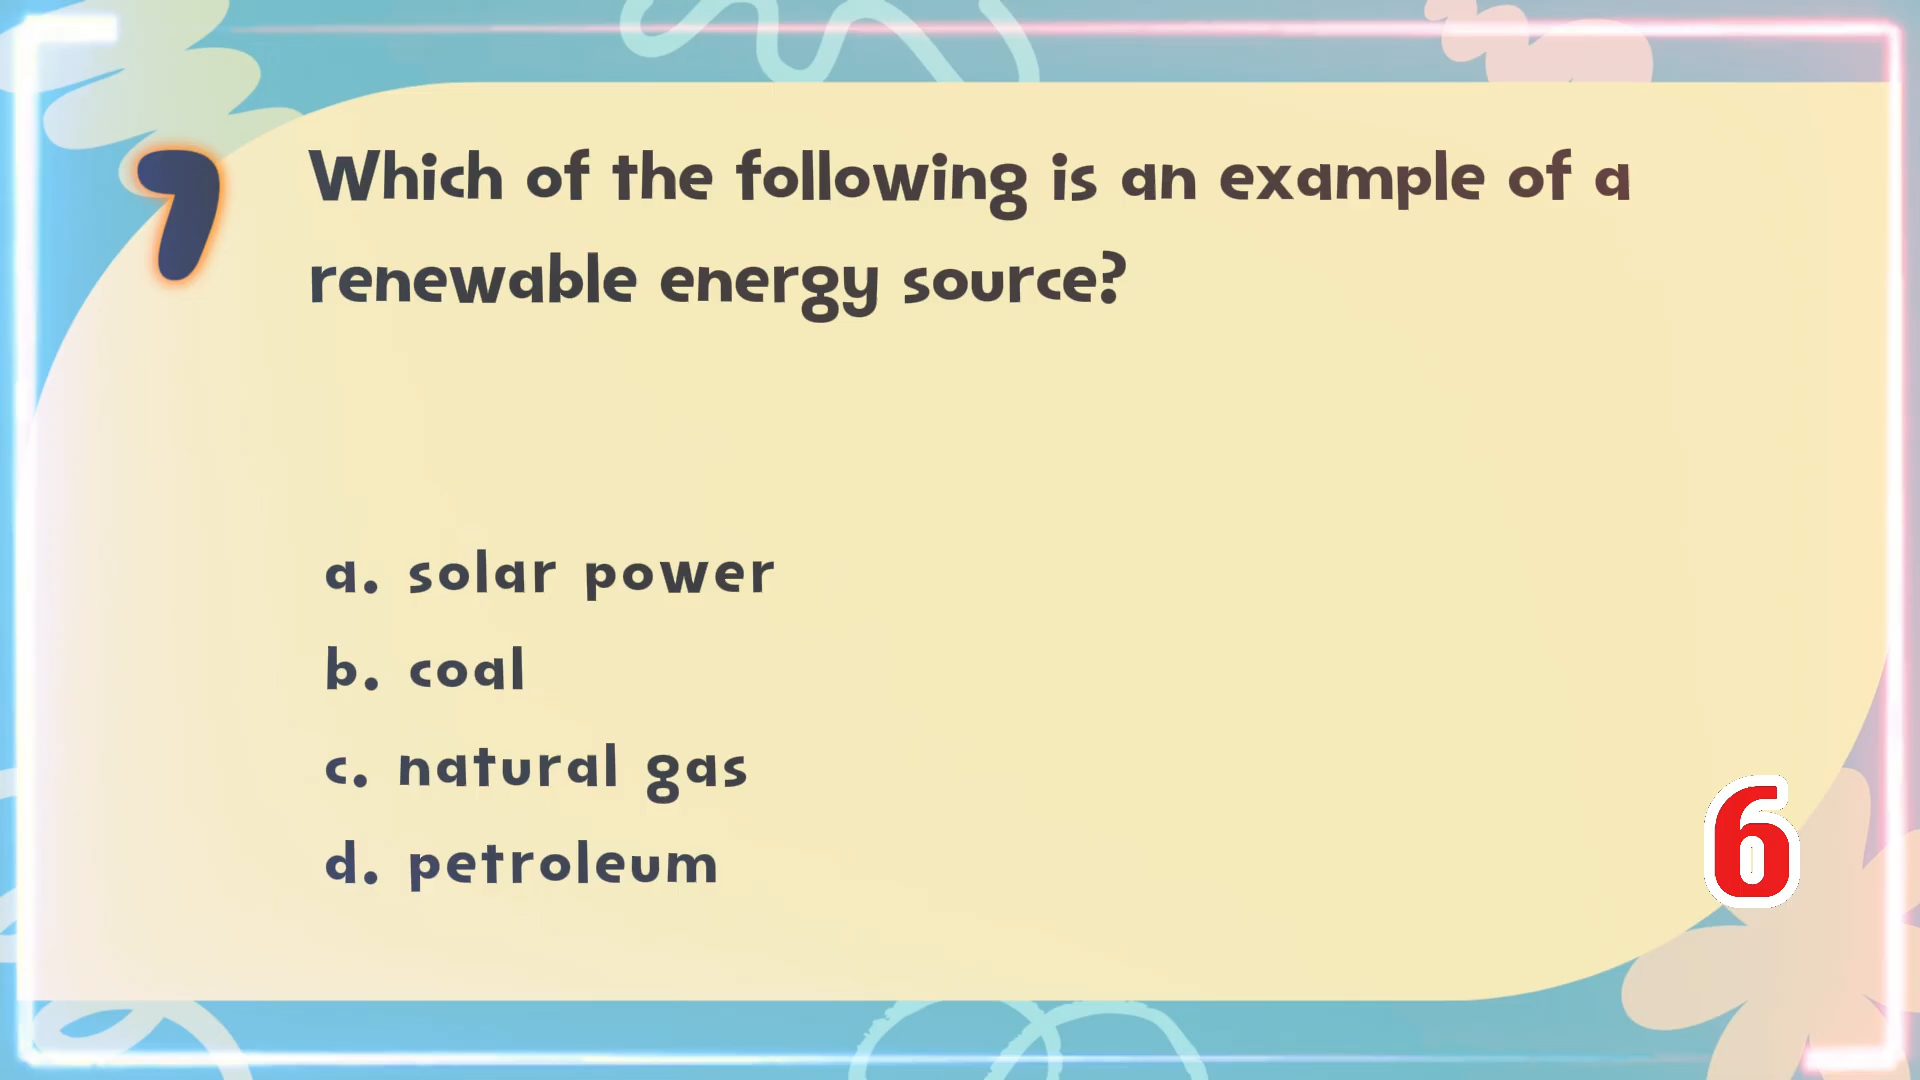 7
Which of the following is an example of a
renewable energy source?
a. solar power
b. coal
c. natural gas
d. petroleum
6